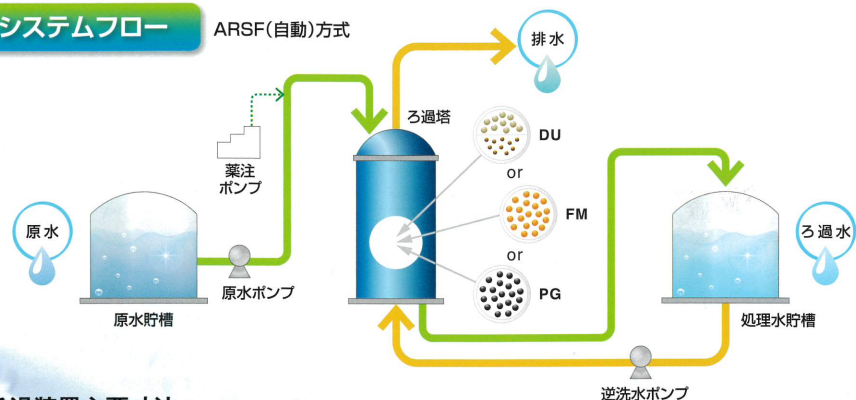 システムフロー
ARSF(自動)方式
排水
ろ過塔
DU
or
薬注
ポンプ
FM
原水
ろ過水
or
原水ポンプ
PG
原水貯槽
処理水貯槽
逆洗水ポンプ